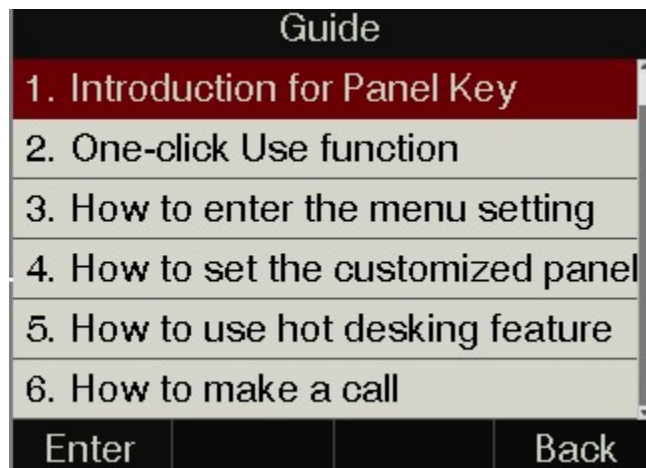 Guide
1. Introduction for Panel Key
2. One-click Use function
3. How to enter the menu setting
4. How to set the customized panel
5. How to use hot desking feature
6. How to make a call
Enter Back